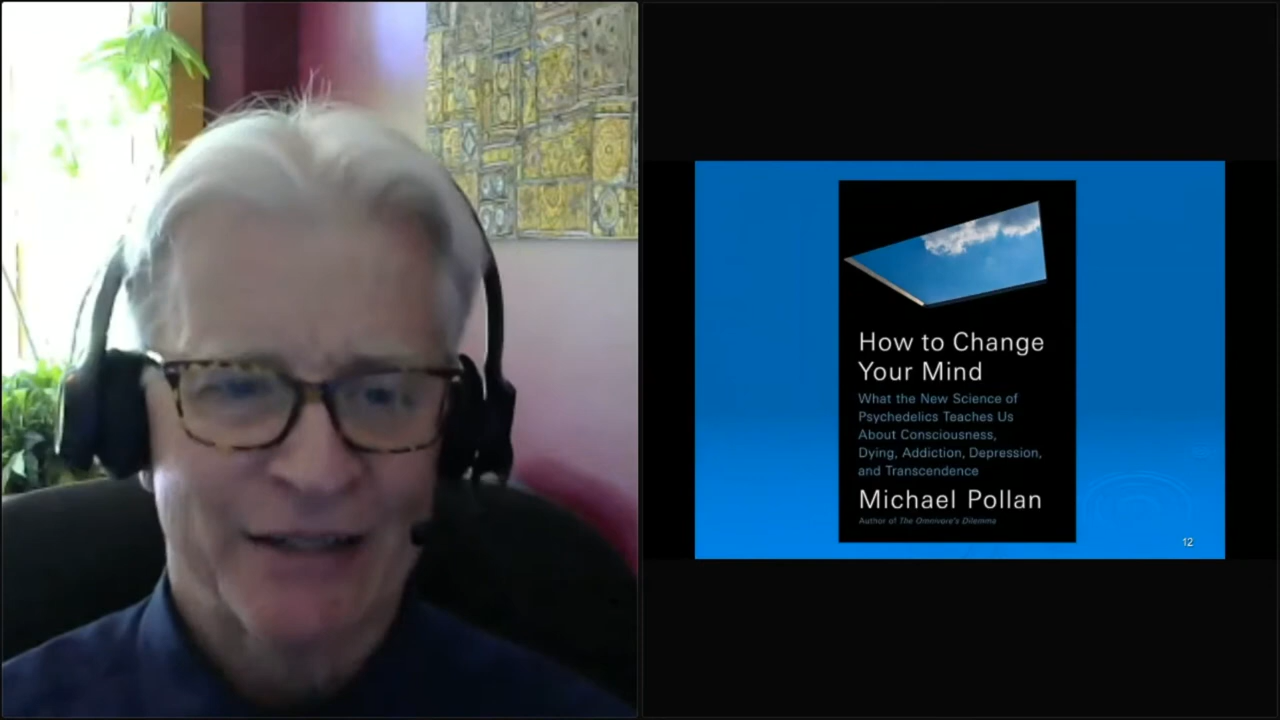 How to Change
Your Mind
What the New Science of
Psychedelics Teaches Us
About Consciousness,
Dying, Addiction, Depression,
and Transcendence
Michael Pollan
Author of The Omnivore's Dilemma
12